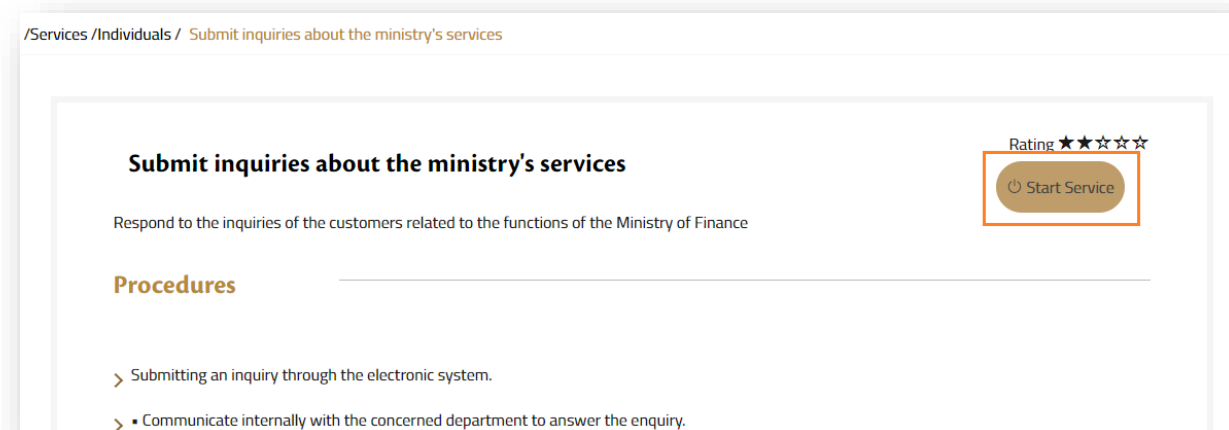 /Services /Individuals / Submit inquiries about the ministry's services
Rating ★★☆☆☆
Submit inquiries about the ministry's services
Start Service
Respond to the inquiries of the customers related to the functions of the Ministry of Finance
Procedures
Submitting an inquiry through the electronic system.
▪ Communicate internally with the concerned department to answer the enquiry.